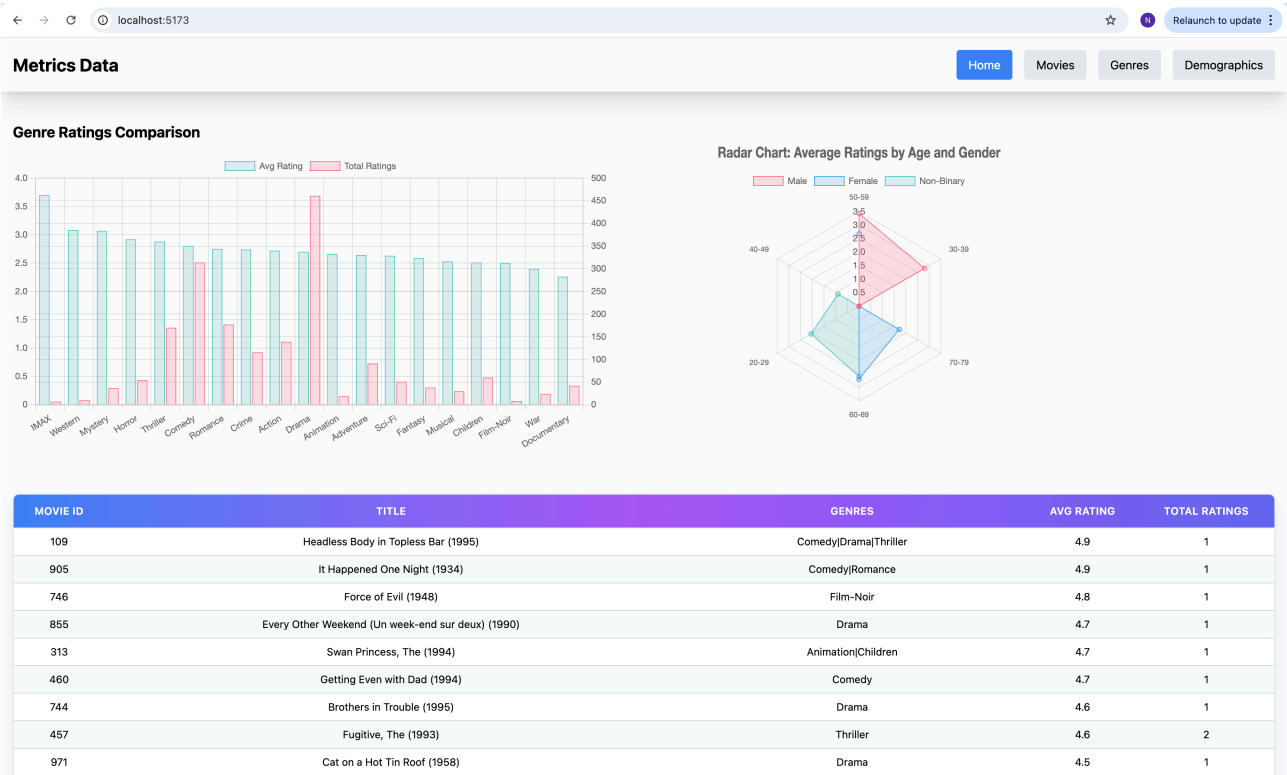 localhost:5173
N
Relaunch to update
Metrics Data
Home Movies Genres Demographics
Genre Ratings Comparison
Avg Rating Total Ratings
4.0
3.5
3.0
2.5
2.0
1.5
1.0
0.5
0
500
450
400
350
300
250
200
150
100
50
0
IMAX Western Mystery Horror Thriller Comedy Romance Crime Action Drama Animation Adventure Sci-Fi Fantasy Musical Children Film-Noir War Documentary
Radar Chart: Average Ratings by Age and Gender
Male Female Non-Binary
50-59
3.5
3.0
2.5
2.0
1.5
1.0
0.5
40-49 30-39
20-29 70-79
60-69
MOVIE ID TITLE GENRES AVG RATING TOTAL RATINGS
109 Headless Body in Topless Bar (1995) Comedy|Drama|Thriller 4.9 1
905 It Happened One Night (1934) Comedy|Romance 4.9 1
746 Force of Evil (1948) Film-Noir 4.8 1
855 Every Other Weekend (Un week-end sur deux) (1990) Drama 4.7 1
313 Swan Princess, The (1994) Animation|Children 4.7 1
460 Getting Even with Dad (1994) Comedy 4.7 1
744 Brothers in Trouble (1995) Drama 4.6 1
457 Fugitive, The (1993) Thriller 4.6 2
971 Cat on a Hot Tin Roof (1958) Drama 4.5 1